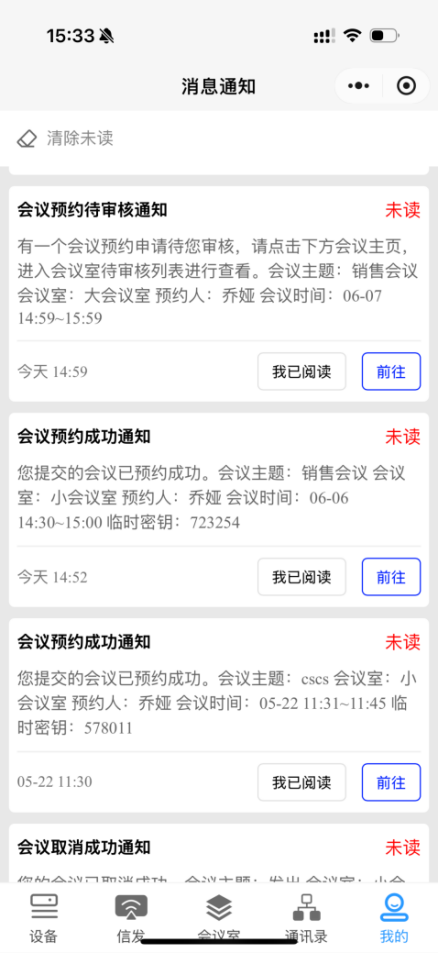 15:33
消息通知
清除未读
会议预约待审核通知 未读
有一个会议预约申请待您审核，请点击下方会议主页，
进入会议室待审核列表进行查看。会议主题：销售会议
会议室：大会议室 预约人：乔娅 会议时间：06-07
14:59~15:59
今天 14:59 我已阅读 前往
会议预约成功通知 未读
您提交的会议已预约成功。会议主题：销售会议 会议
室：小会议室 预约人：乔娅 会议时间：06-06
14:30~15:00 临时密钥：723254
今天 14:52 我已阅读 前往
会议预约成功通知 未读
您提交的会议已预约成功。会议主题：cscs 会议室：小
会议室 预约人：乔娅 会议时间：05-22 11:31~11:45 临
时密钥：578011
05-22 11:30 我已阅读 前往
会议取消成功通知 未读
您的会议已取消成功。会议主题：发出 会议室：小会
设备 信发 会议室 通讯录 我的